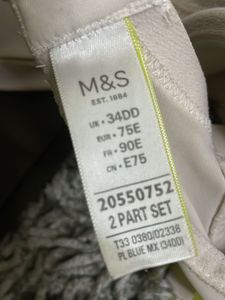 M&S
EST. 1884
UK • 34DD
EUR • 75E
FR • 90E
CN • E75
20550752
2 PART SET
T33 0380/02338
PL BLUE MX (3400)